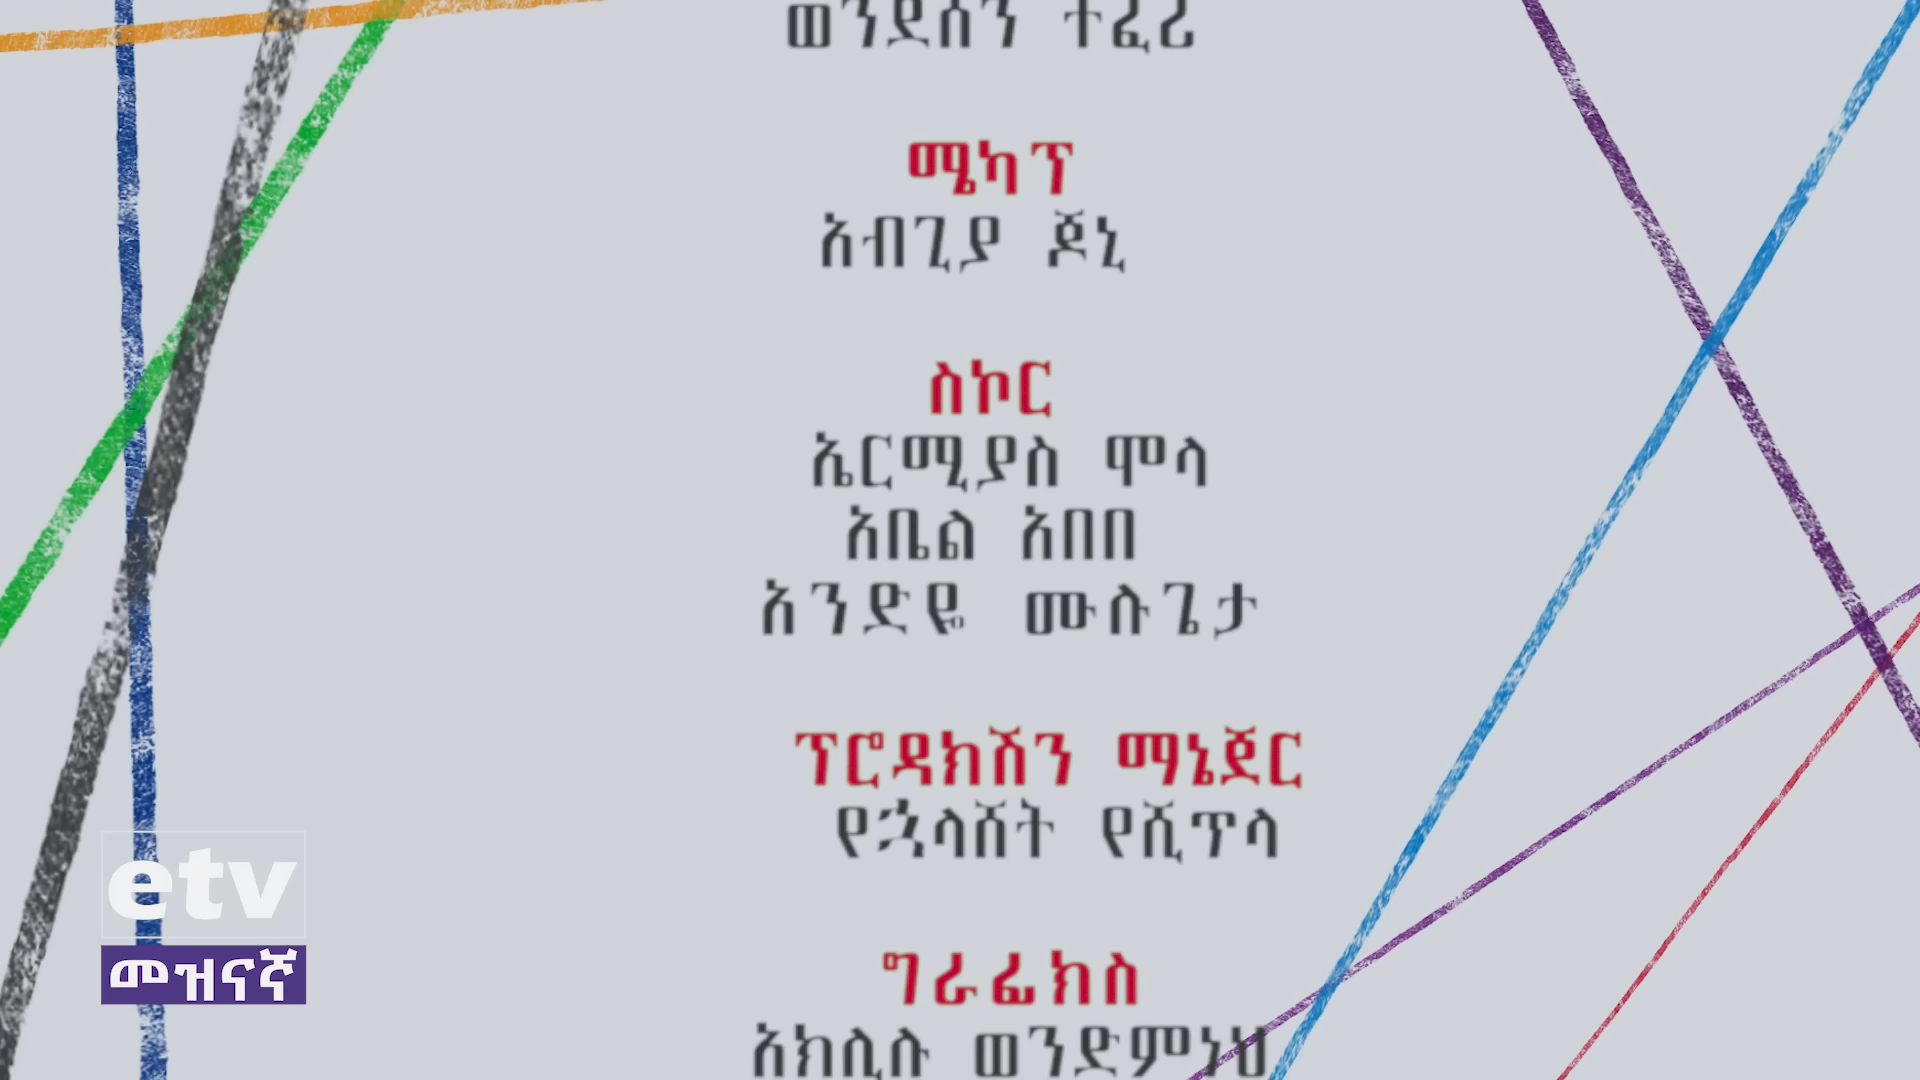 ወንደሰን ተፈሪ
ሜካፕ
አብጊያ ጆኒ
ስኮር
ኤርሚያስ ሞላ
አቤል አበበ
አንድዬ ሙሉጌታ
ፕሮዳክሽን ማኔጀር
የኋላሸት የሺጥላ
ግራፊክስ
አክሊሉ ወንድምነህ
etv
መዝናኛ